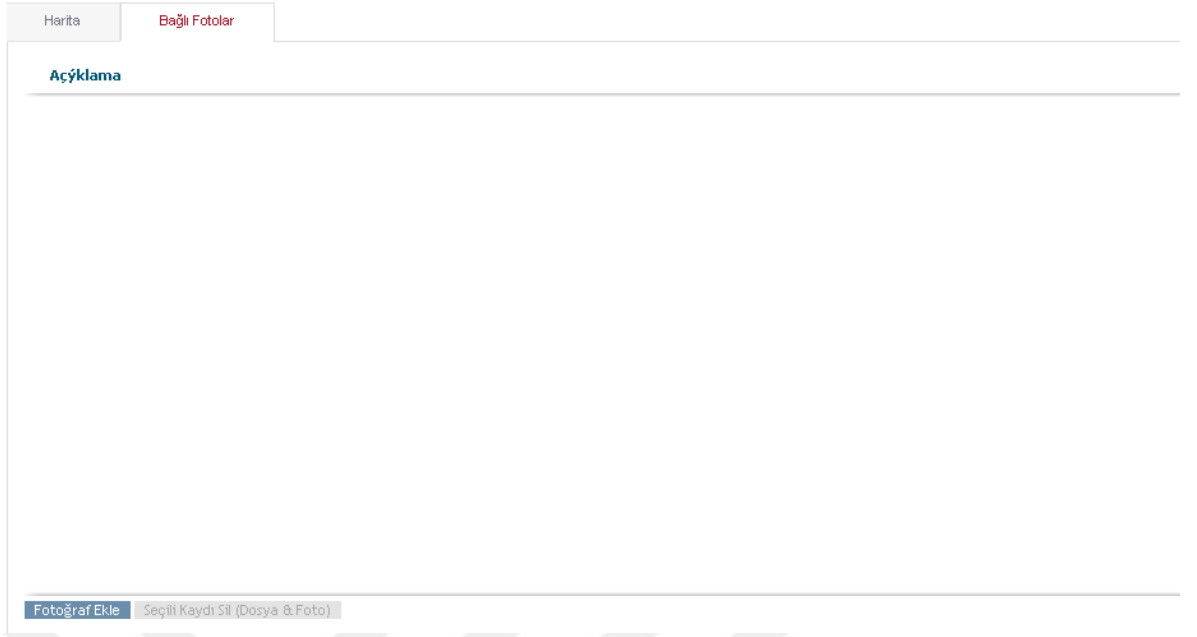 Harita Bağlı Fotolar
Açýklama
Fotoğraf Ekle Seçili Kaydı Sil (Dosya & Foto)